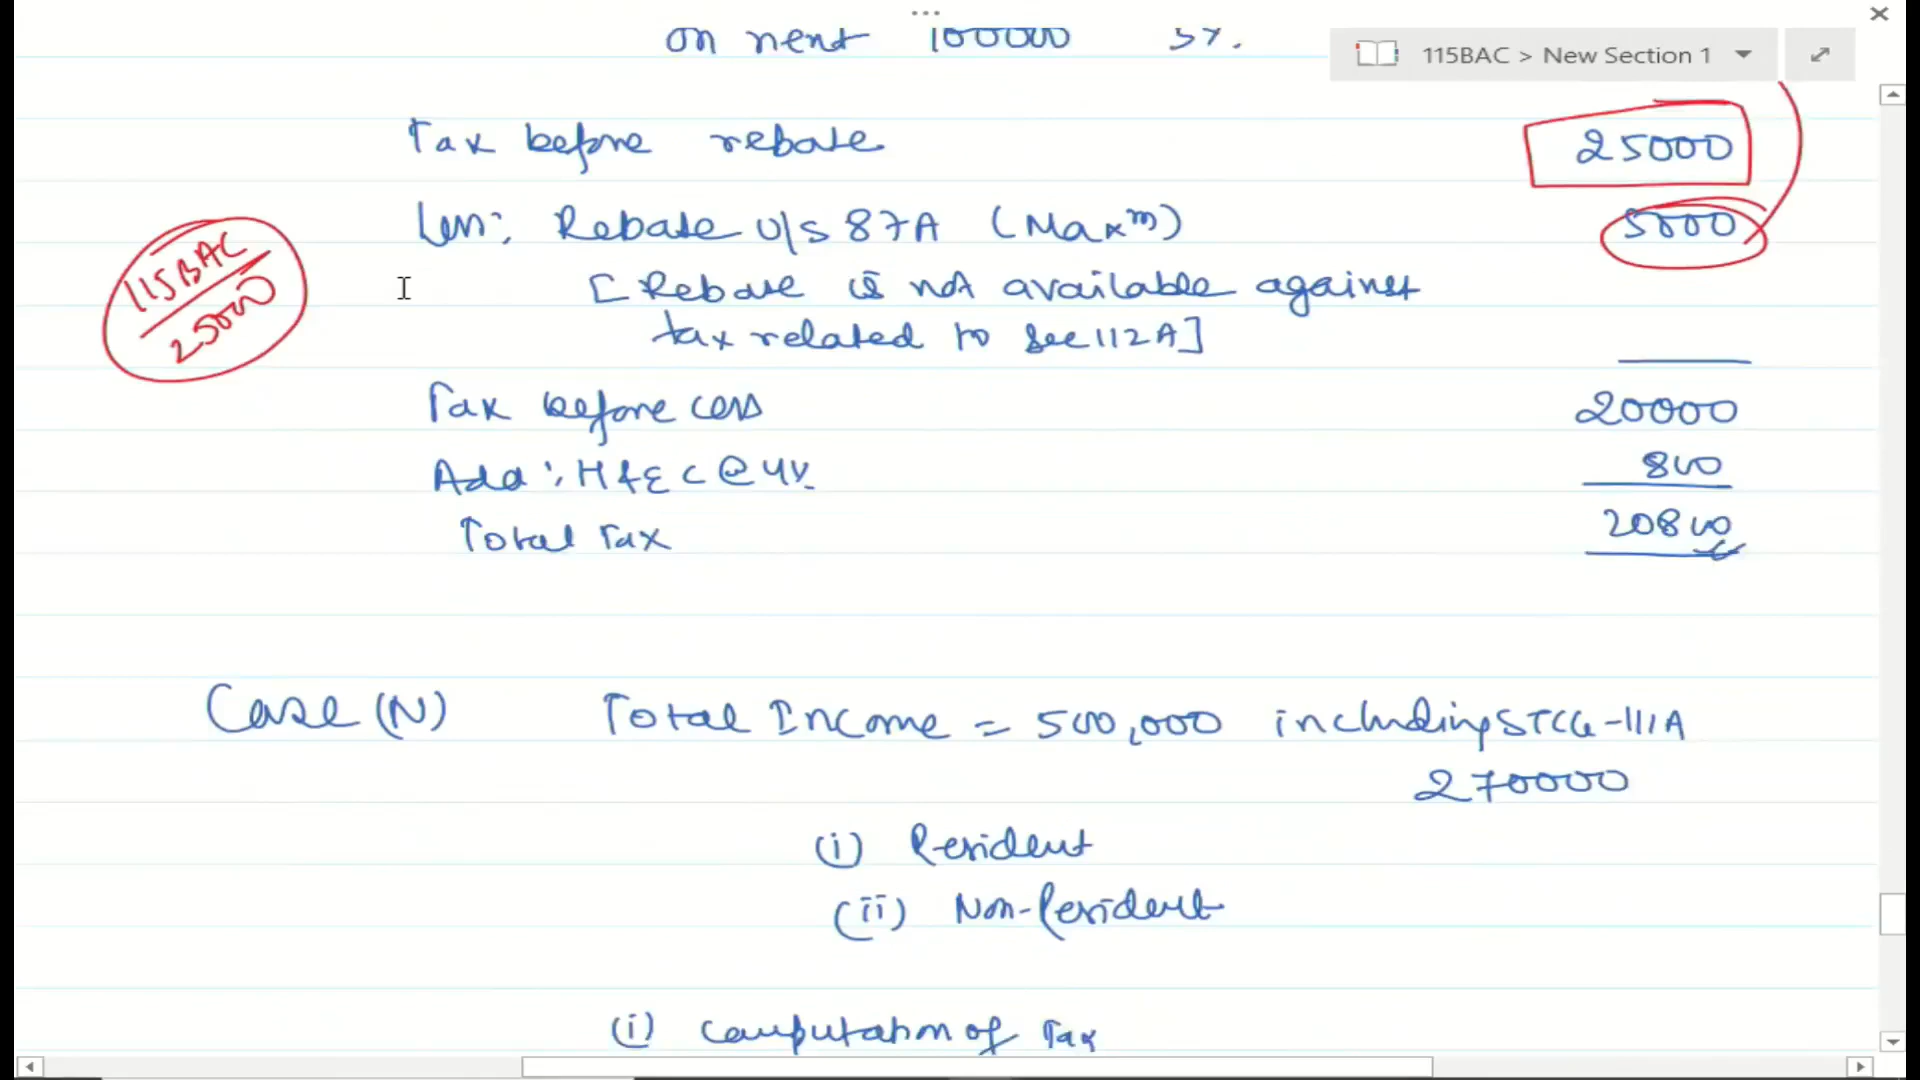 on next 100000 5%.
115BAC > New Section 1
Tax before rebate 25000
Less: Rebate U/S 87A (Maxm) 5000
115BAC
25000
[Rebate is not available against
tax related to Sec 112A]
Tax before cess 20000
Add: H&EC @ 4% 800
Total Tax 20800
Case (N) Total Income = 500,000 including STCG-111A
270000
(i) Resident
(ii) Non-Resident
(i) Computation of Tax